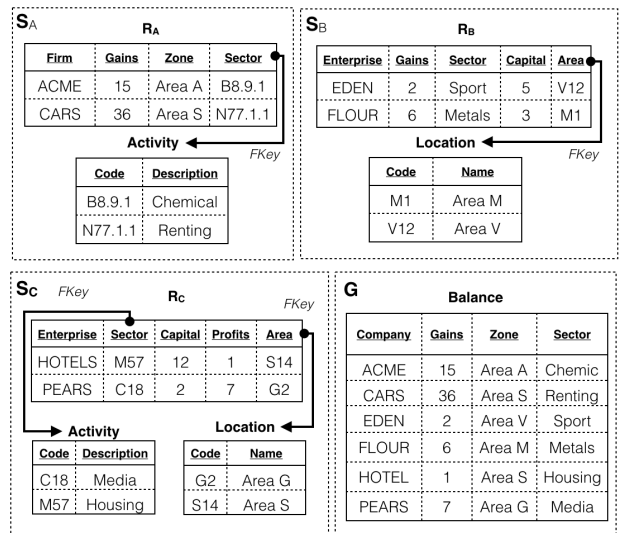 SA
RA
Firm Gains Zone Sector
ACME 15 Area A B8.9.1
CARS 36 Area S N77.1.1
Activity
FKey
Code Description
B8.9.1 Chemical
N77.1.1 Renting
SB
RB
Enterprise Gains Sector Capital Area
EDEN 2 Sport 5 V12
FLOUR 6 Metals 3 M1
Location
FKey
Code Name
M1 Area M
V12 Area V
SC FKey RC FKey
Enterprise Sector Capital Profits Area
HOTELS M57 12 1 S14
PEARS C18 2 7 G2
Activity
Code Description
C18 Media
M57 Housing
Location
Code Name
G2 Area G
S14 Area S
G
Balance
Company Gains Zone Sector
ACME 15 Area A Chemic
CARS 36 Area S Renting
EDEN 2 Area V Sport
FLOUR 6 Area M Metals
HOTEL 1 Area S Housing
PEARS 7 Area G Media